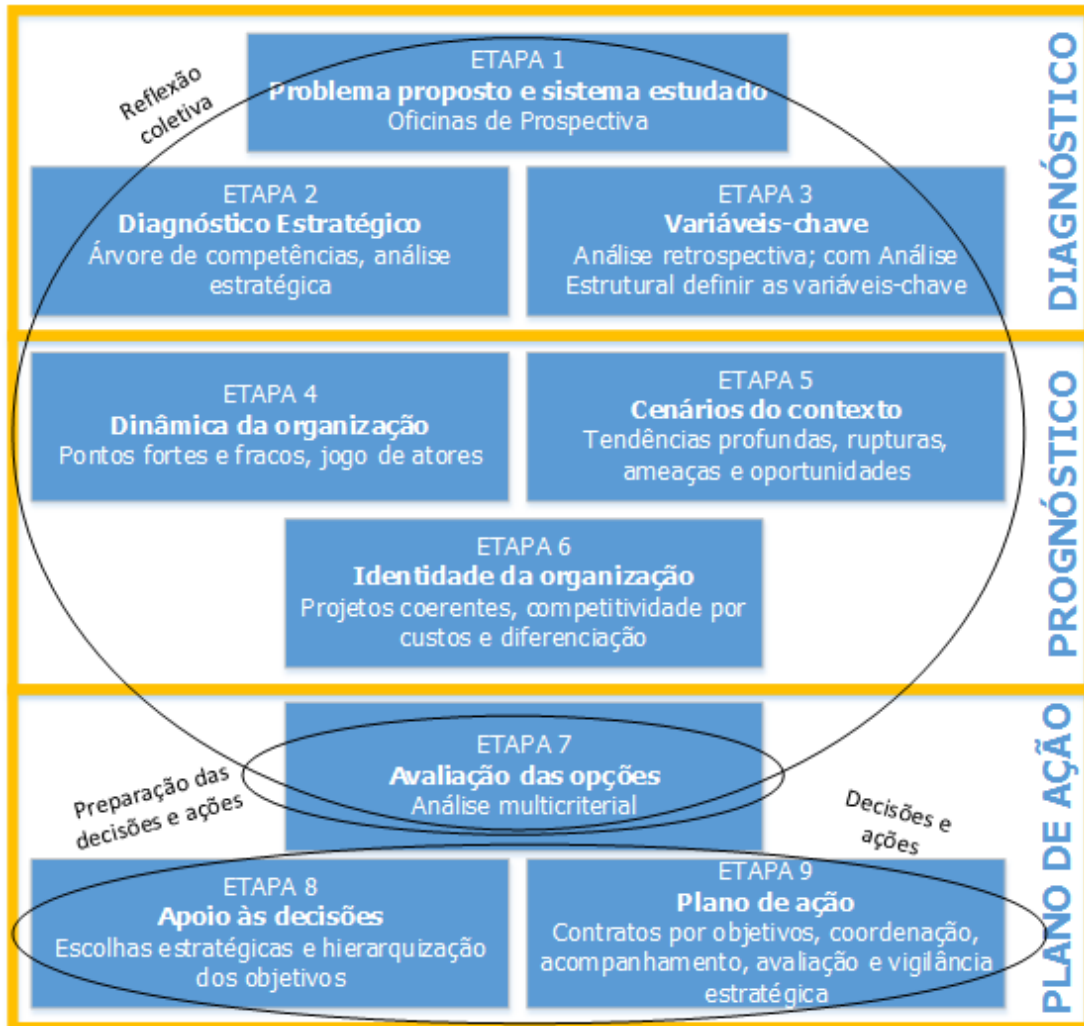 ETAPA 1
Problema proposto e sistema estudado
Oficinas de Prospectiva
Reflexão
coletiva
ETAPA 2
Diagnóstico Estratégico
Árvore de competências, análise
estratégica
ETAPA 3
Variáveis-chave
Análise retrospectiva; com Análise
Estrutural definir as variáveis-chave
DIAGNÓSTICO
ETAPA 4
Dinâmica da organização
Pontos fortes e fracos, jogo de atores
ETAPA 5
Cenários do contexto
Tendências profundas, rupturas,
ameaças e oportunidades
ETAPA 6
Identidade da organização
Projetos coerentes, competitividade por
custos e diferenciação
PROGNÓSTICO
ETAPA 7
Avaliação das opções
Análise multicriterial
Preparação das
decisões e ações
Decisões e
ações
ETAPA 8
Apoio às decisões
Escolhas estratégicas e hierarquização
dos objetivos
ETAPA 9
Plano de ação
Contratos por objetivos, coordenação,
acompanhamento, avaliação e vigilância
estratégica
PLANO DE AÇÃO